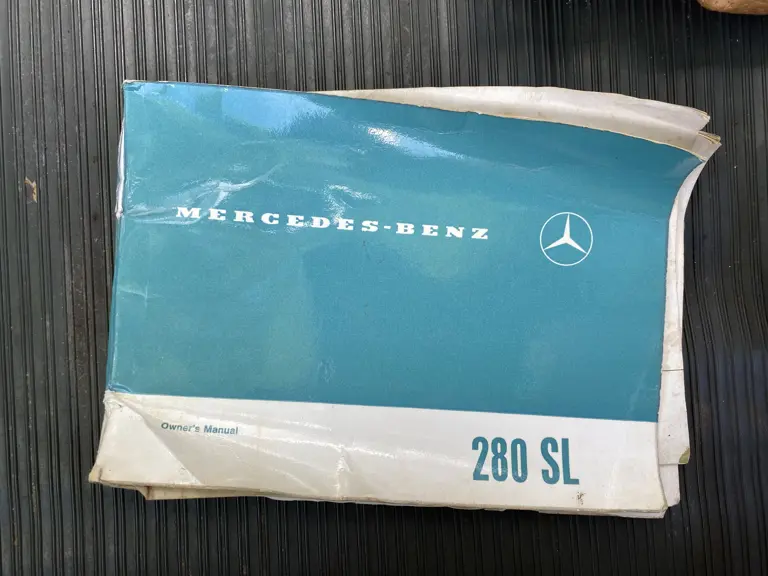 MERCEDES-BENZ
Owner's Manual
280 SL